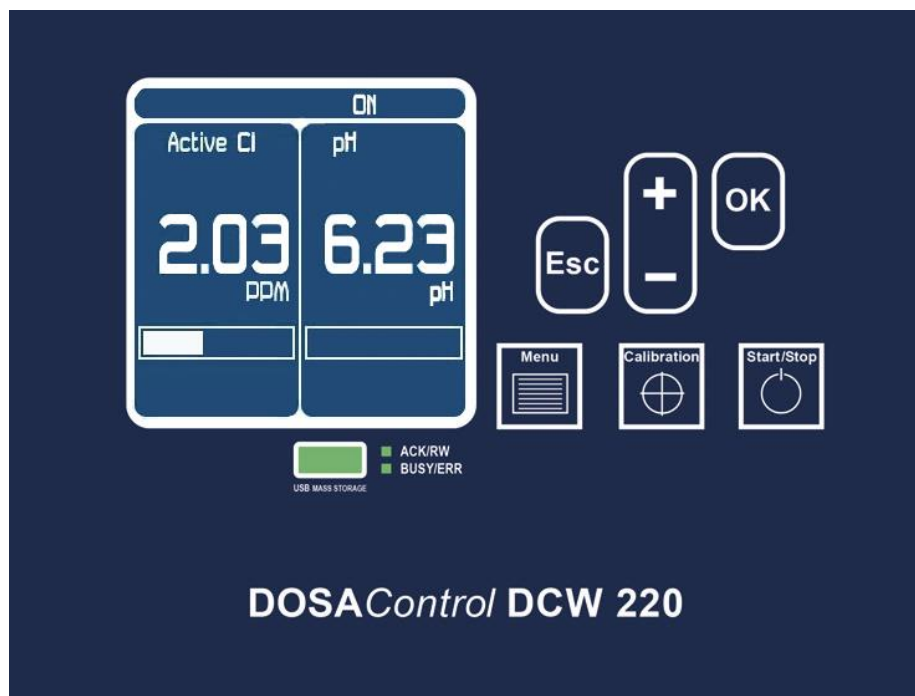 ON
Active Cl
pH
2.03
PPM
6.23
pH
Esc
+
-
OK
Menu
Calibration
Start/Stop
USB MASS STORAGE
ACK/RW
BUSY/ERR
DOSAControl DCW 220